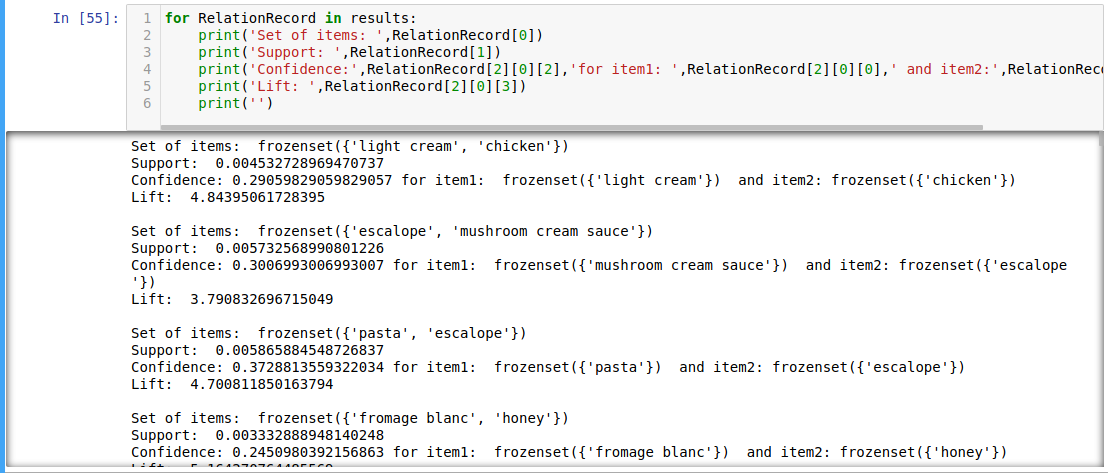 In [55]:
1 for RelationRecord in results:
2     print('Set of items: ',RelationRecord[0])
3     print('Support: ',RelationRecord[1])
4     print('Confidence:',RelationRecord[2][0][2],'for item1: ',RelationRecord[2][0][0],' and item2:',RelationRec
5     print('Lift: ',RelationRecord[2][0][3])
6     print('')
Set of items:  frozenset({'light cream', 'chicken'})
Support:  0.004532728969470737
Confidence: 0.29059829059829057 for item1:  frozenset({'light cream'})  and item2: frozenset({'chicken'})
Lift:  4.84395061728395
Set of items:  frozenset({'escalope', 'mushroom cream sauce'})
Support:  0.005732568990801226
Confidence: 0.3006993006993007 for item1:  frozenset({'mushroom cream sauce'})  and item2: frozenset({'escalope
'})
Lift:  3.790832696715049
Set of items:  frozenset({'pasta', 'escalope'})
Support:  0.005865884548726837
Confidence: 0.3728813559322034 for item1:  frozenset({'pasta'})  and item2: frozenset({'escalope'})
Lift:  4.700811850163794
Set of items:  frozenset({'fromage blanc', 'honey'})
Support:  0.003332888948140248
Confidence: 0.2450980392156863 for item1:  frozenset({'fromage blanc'})  and item2: frozenset({'honey'})